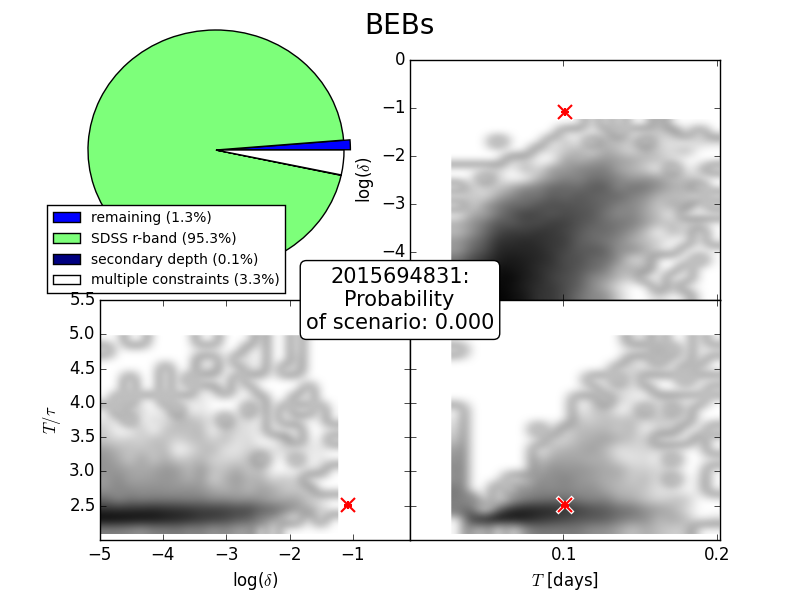 BEBs
0
−1
−2
−3
−4
log(δ)
remaining (1.3%)
SDSS r-band (95.3%)
secondary depth (0.1%)
multiple constraints (3.3%)
2015694831:
Probability
of scenario: 0.000
5.5
5.0
4.5
4.0
3.5
3.0
2.5
T/τ
−5 −4 −3 −2 −1
log(δ)
0.1 0.2
T [days]